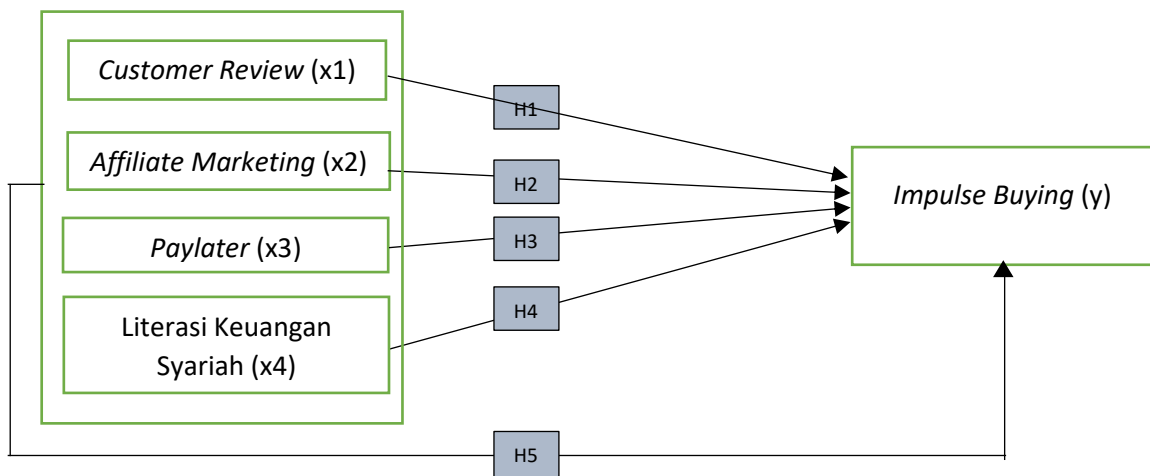 Customer Review (x1)
H1
Affiliate Marketing (x2)
H2
Impulse Buying (y)
Paylater (x3)
H3
Literasi Keuangan
Syariah (x4)
H4
H5